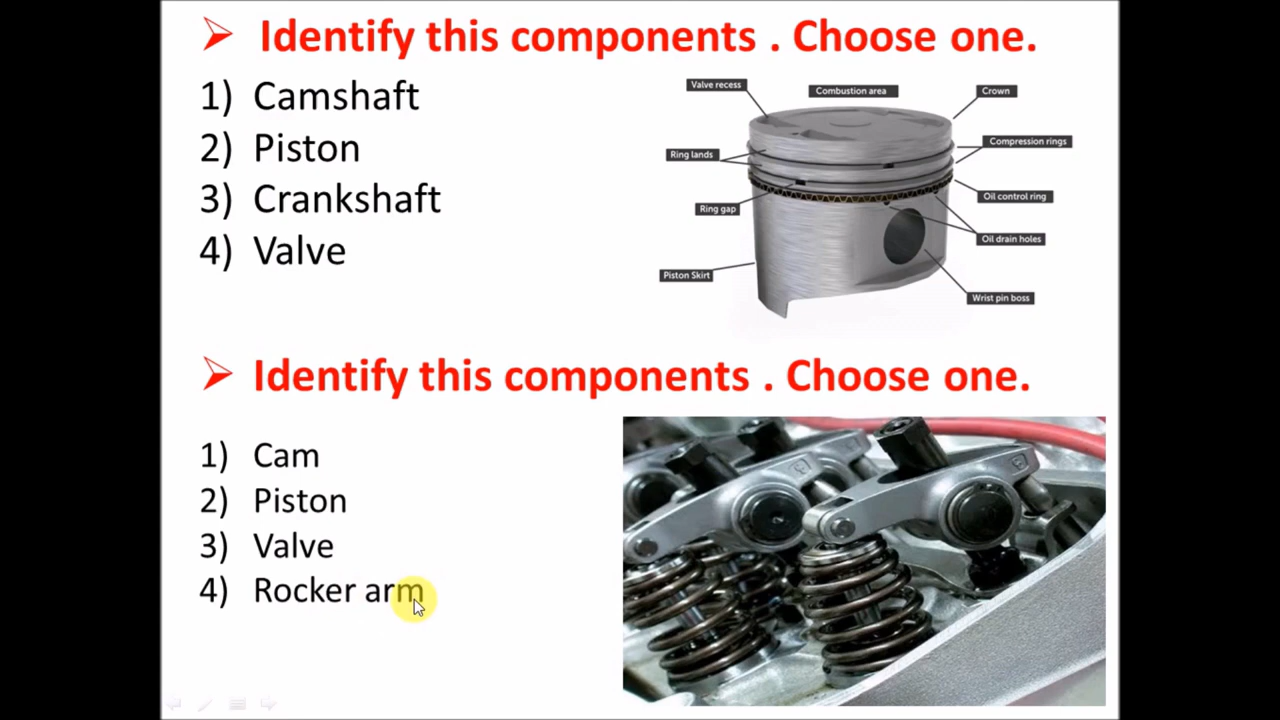 Identify this components . Choose one.
1) Camshaft
2) Piston
3) Crankshaft
4) Valve
Valve recess
Combustion area
Crown
Ring lands
Compression rings
Ring gap
Oil control ring
Oil drain holes
Piston Skirt
Wrist pin boss
Identify this components . Choose one.
1) Cam
2) Piston
3) Valve
4) Rocker arm